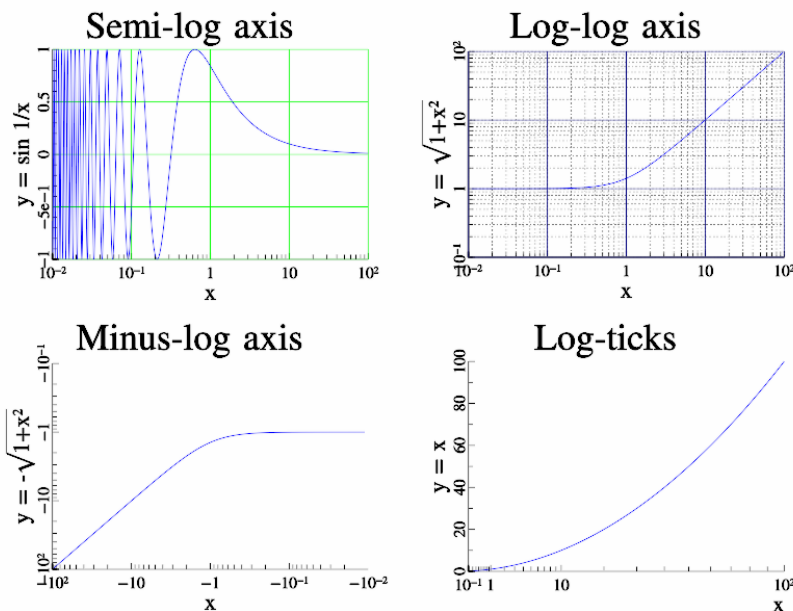 Semi-log axis
1
0.5
0
−5e−1
−1
y = sin 1/x
10⁻² 10⁻¹ 1 10 10²
x
Log-log axis
10²
10
1
10⁻¹
y = √1+x²
10⁻² 10⁻¹ 1 10 10²
x
Minus-log axis
−10⁻¹
−1
−10
−10²
y = -√1+x²
−10² −10 −1 −10⁻¹ −10⁻²
x
Log-ticks
100
80
60
40
20
0
y = x
10⁻¹ 1 10 10²
x